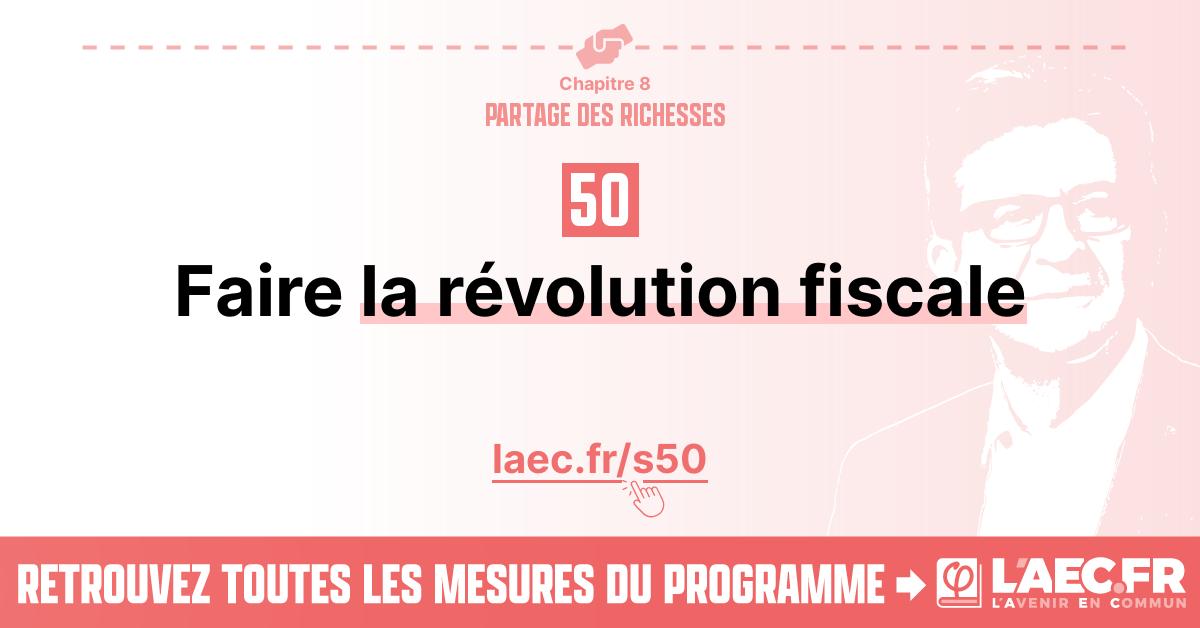 Chapitre 8
PARTAGE DES RICHESSES
50
Faire la révolution fiscale
laec.fr/s50
RETROUVEZ TOUTES LES MESURES DU PROGRAMME
L'AEC.FR
L'AVENIR EN COMMUN